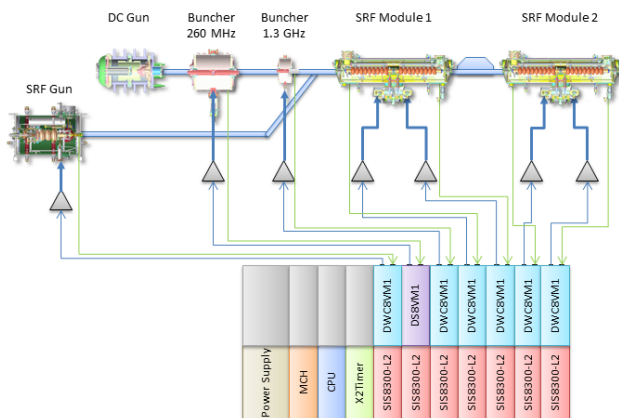 DC Gun
Buncher
260 MHz
Buncher
1.3 GHz
SRF Module 1
SRF Module 2
SRF Gun
DWC8VM1
DS8VM1
DWC8VM1
DWC8VM1
DWC8VM1
DWC8VM1
DWC8VM1
Power Supply
MCH
CPU
X2Timer
SIS8300-L2
SIS8300-L2
SIS8300-L2
SIS8300-L2
SIS8300-L2
SIS8300-L2
SIS8300-L2